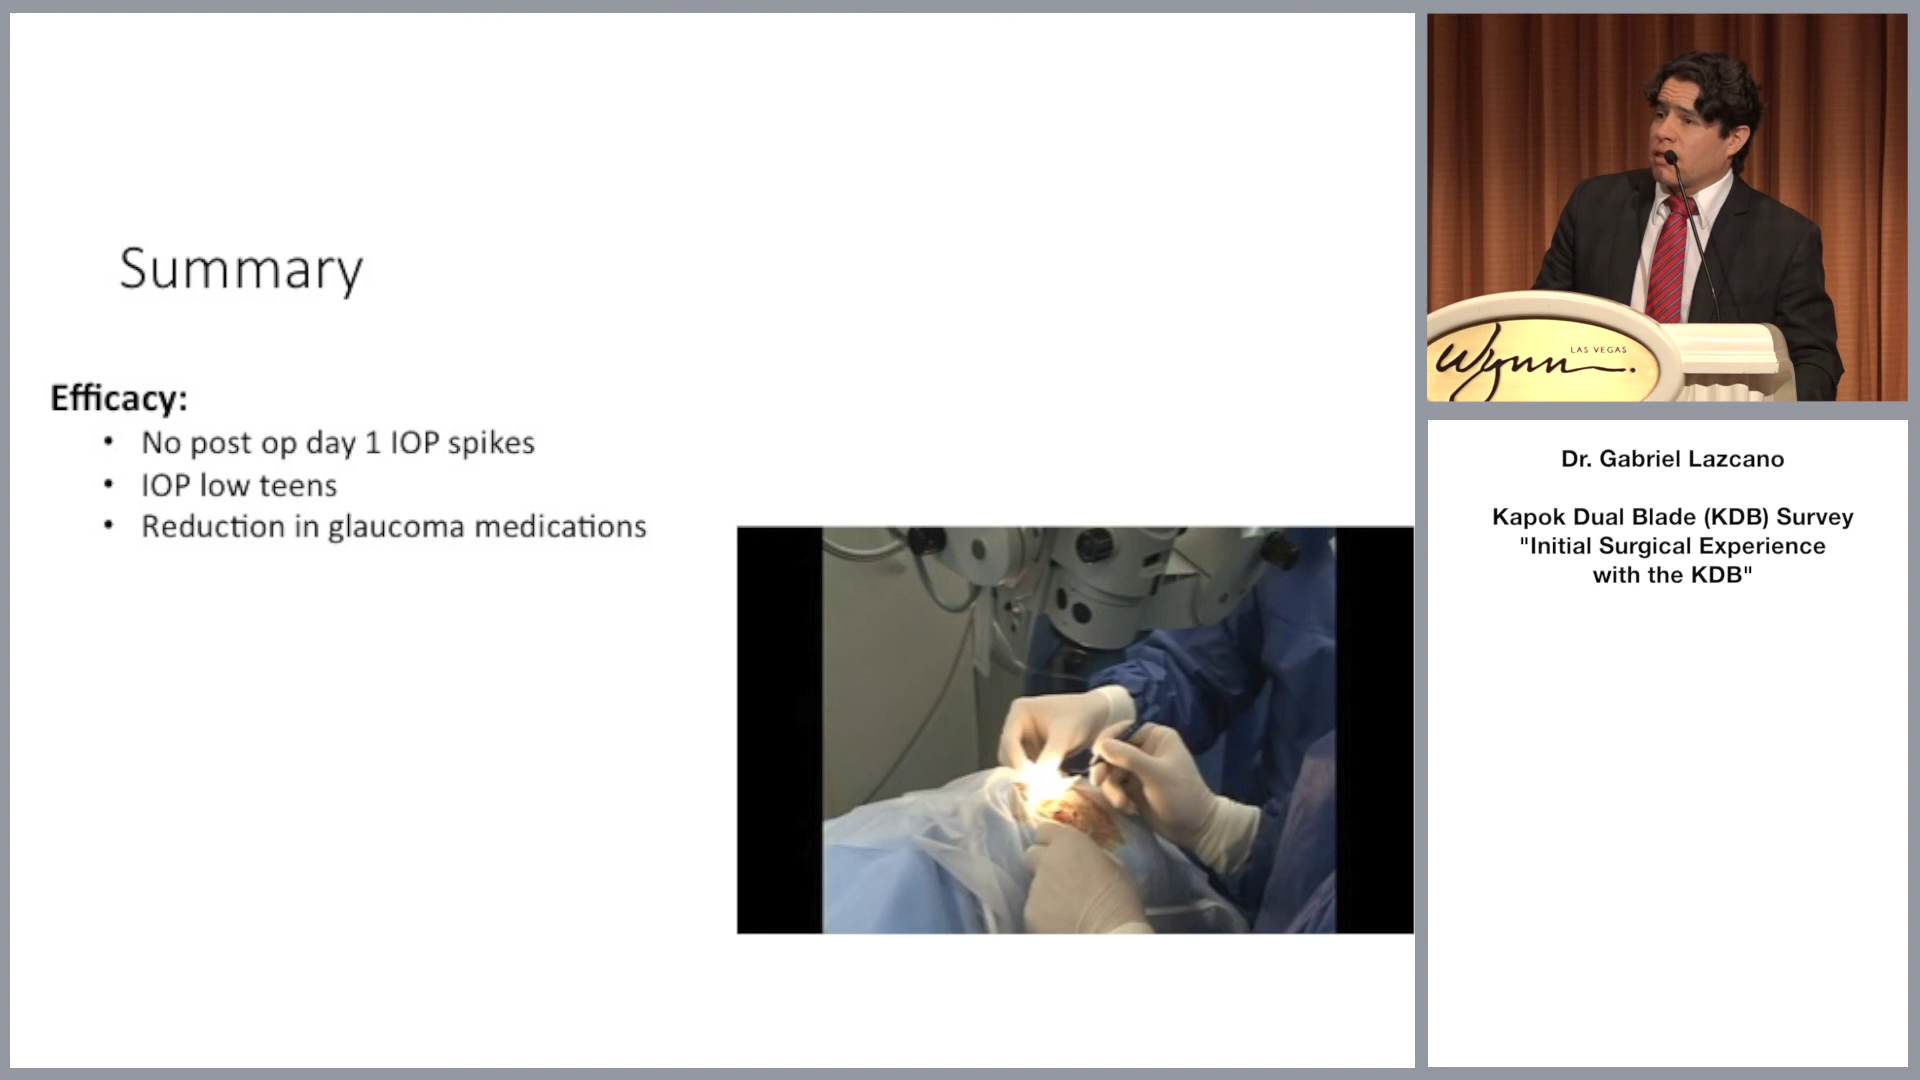 Summary
Efficacy:
• No post op day 1 IOP spikes
• IOP low teens
• Reduction in glaucoma medications
Wynn.
LAS VEGAS
Dr. Gabriel Lazcano
Kapok Dual Blade (KDB) Survey
"Initial Surgical Experience
with the KDB"